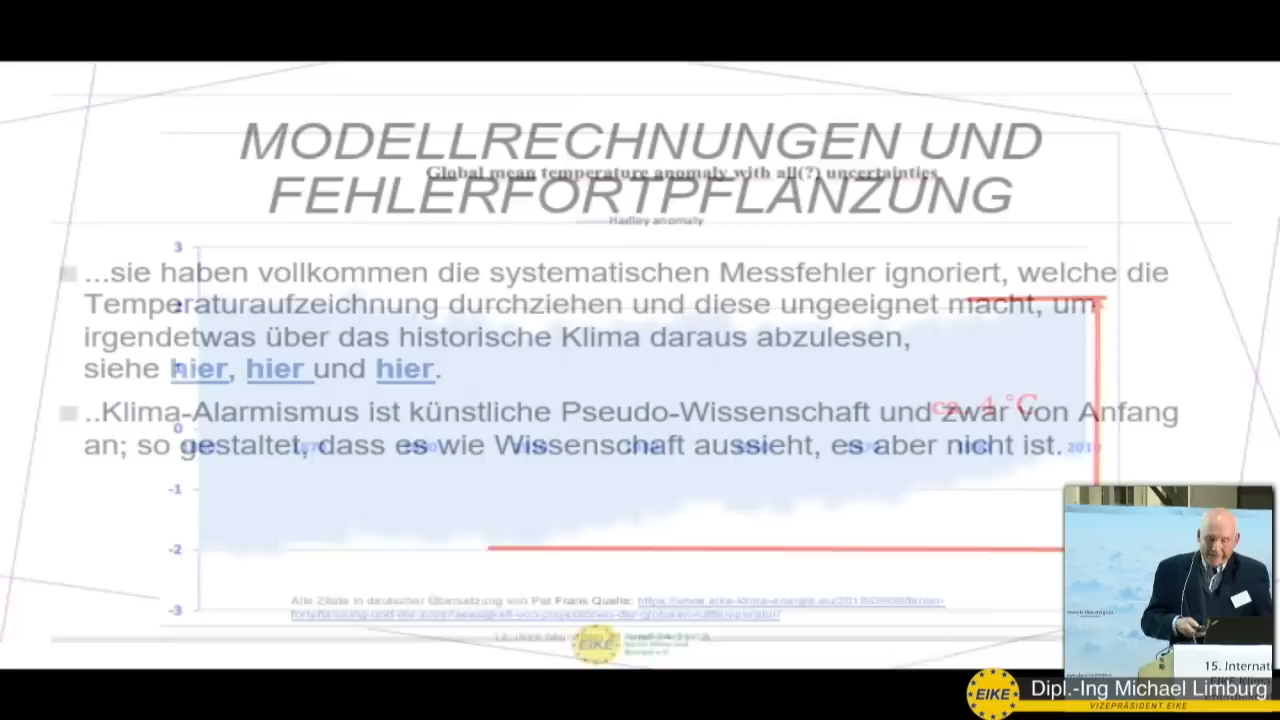 MODELLRECHNUNGEN UND
Global mean temperature anomaly with all(?) uncertainties
FEHLERFORTPFLANZUNG
Hadley anomaly
3
...sie haben vollkommen die systematischen Messfehler ignoriert, welche die
Temperaturaufzeichnung durchziehen und diese ungeeignet macht, um
irgendetwas über das historische Klima daraus abzulesen,
siehe hier, hier und hier.
..Klima-Alarmismus ist künstliche Pseudo-Wissenschaft und zwar von Anfang
ca. 4 °C
0
an; so gestaltet, dass es wie Wissenschaft aussieht, es aber nicht ist.
-1
-2
-3
Alle Zitate in deutscher Übersetzung von Pat Frank Quelle:
EIKE
15. Internat
EIKE
Dipl.-Ing Michael Limburg
VIZEPRÄSIDENT EIKE